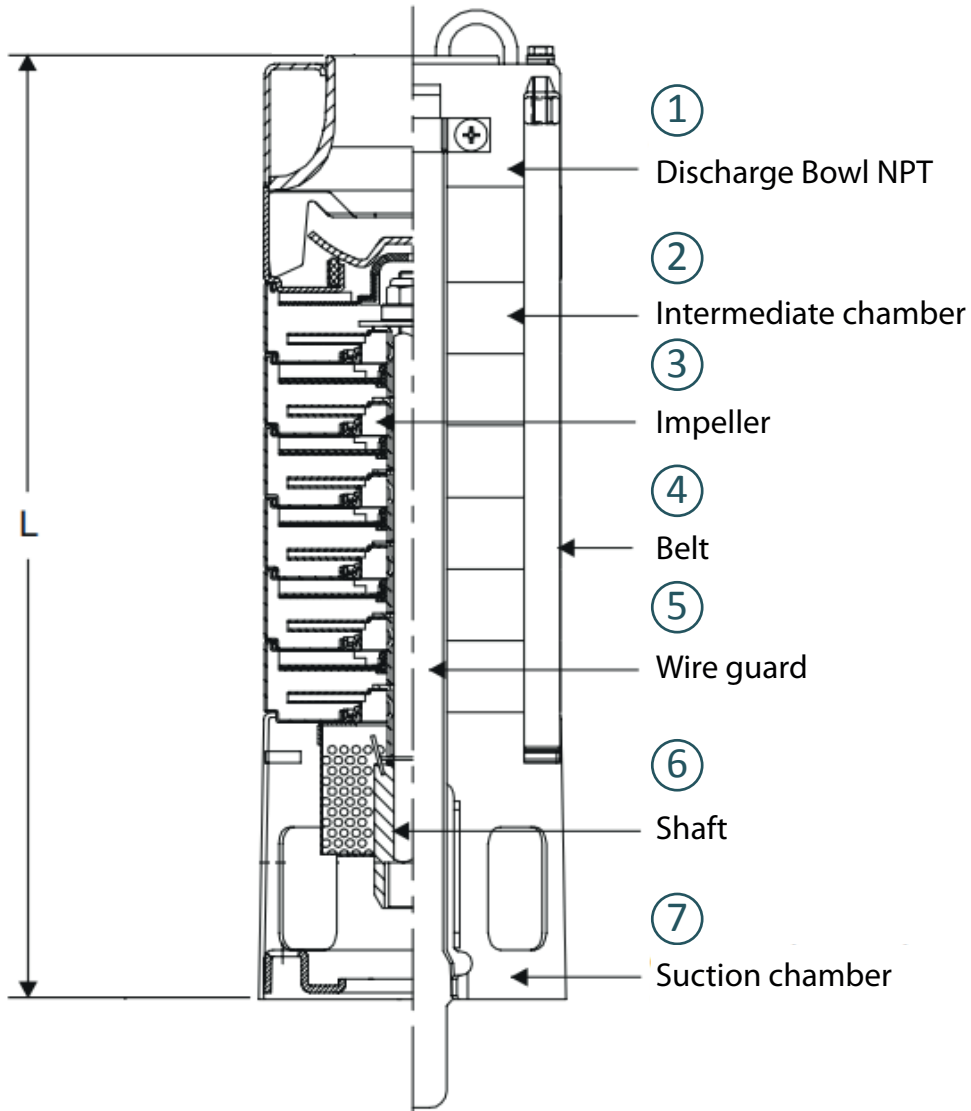 ①
Discharge Bowl NPT
②
Intermediate chamber
③
Impeller
④
Belt
L
⑤
Wire guard
⑥
Shaft
⑦
Suction chamber